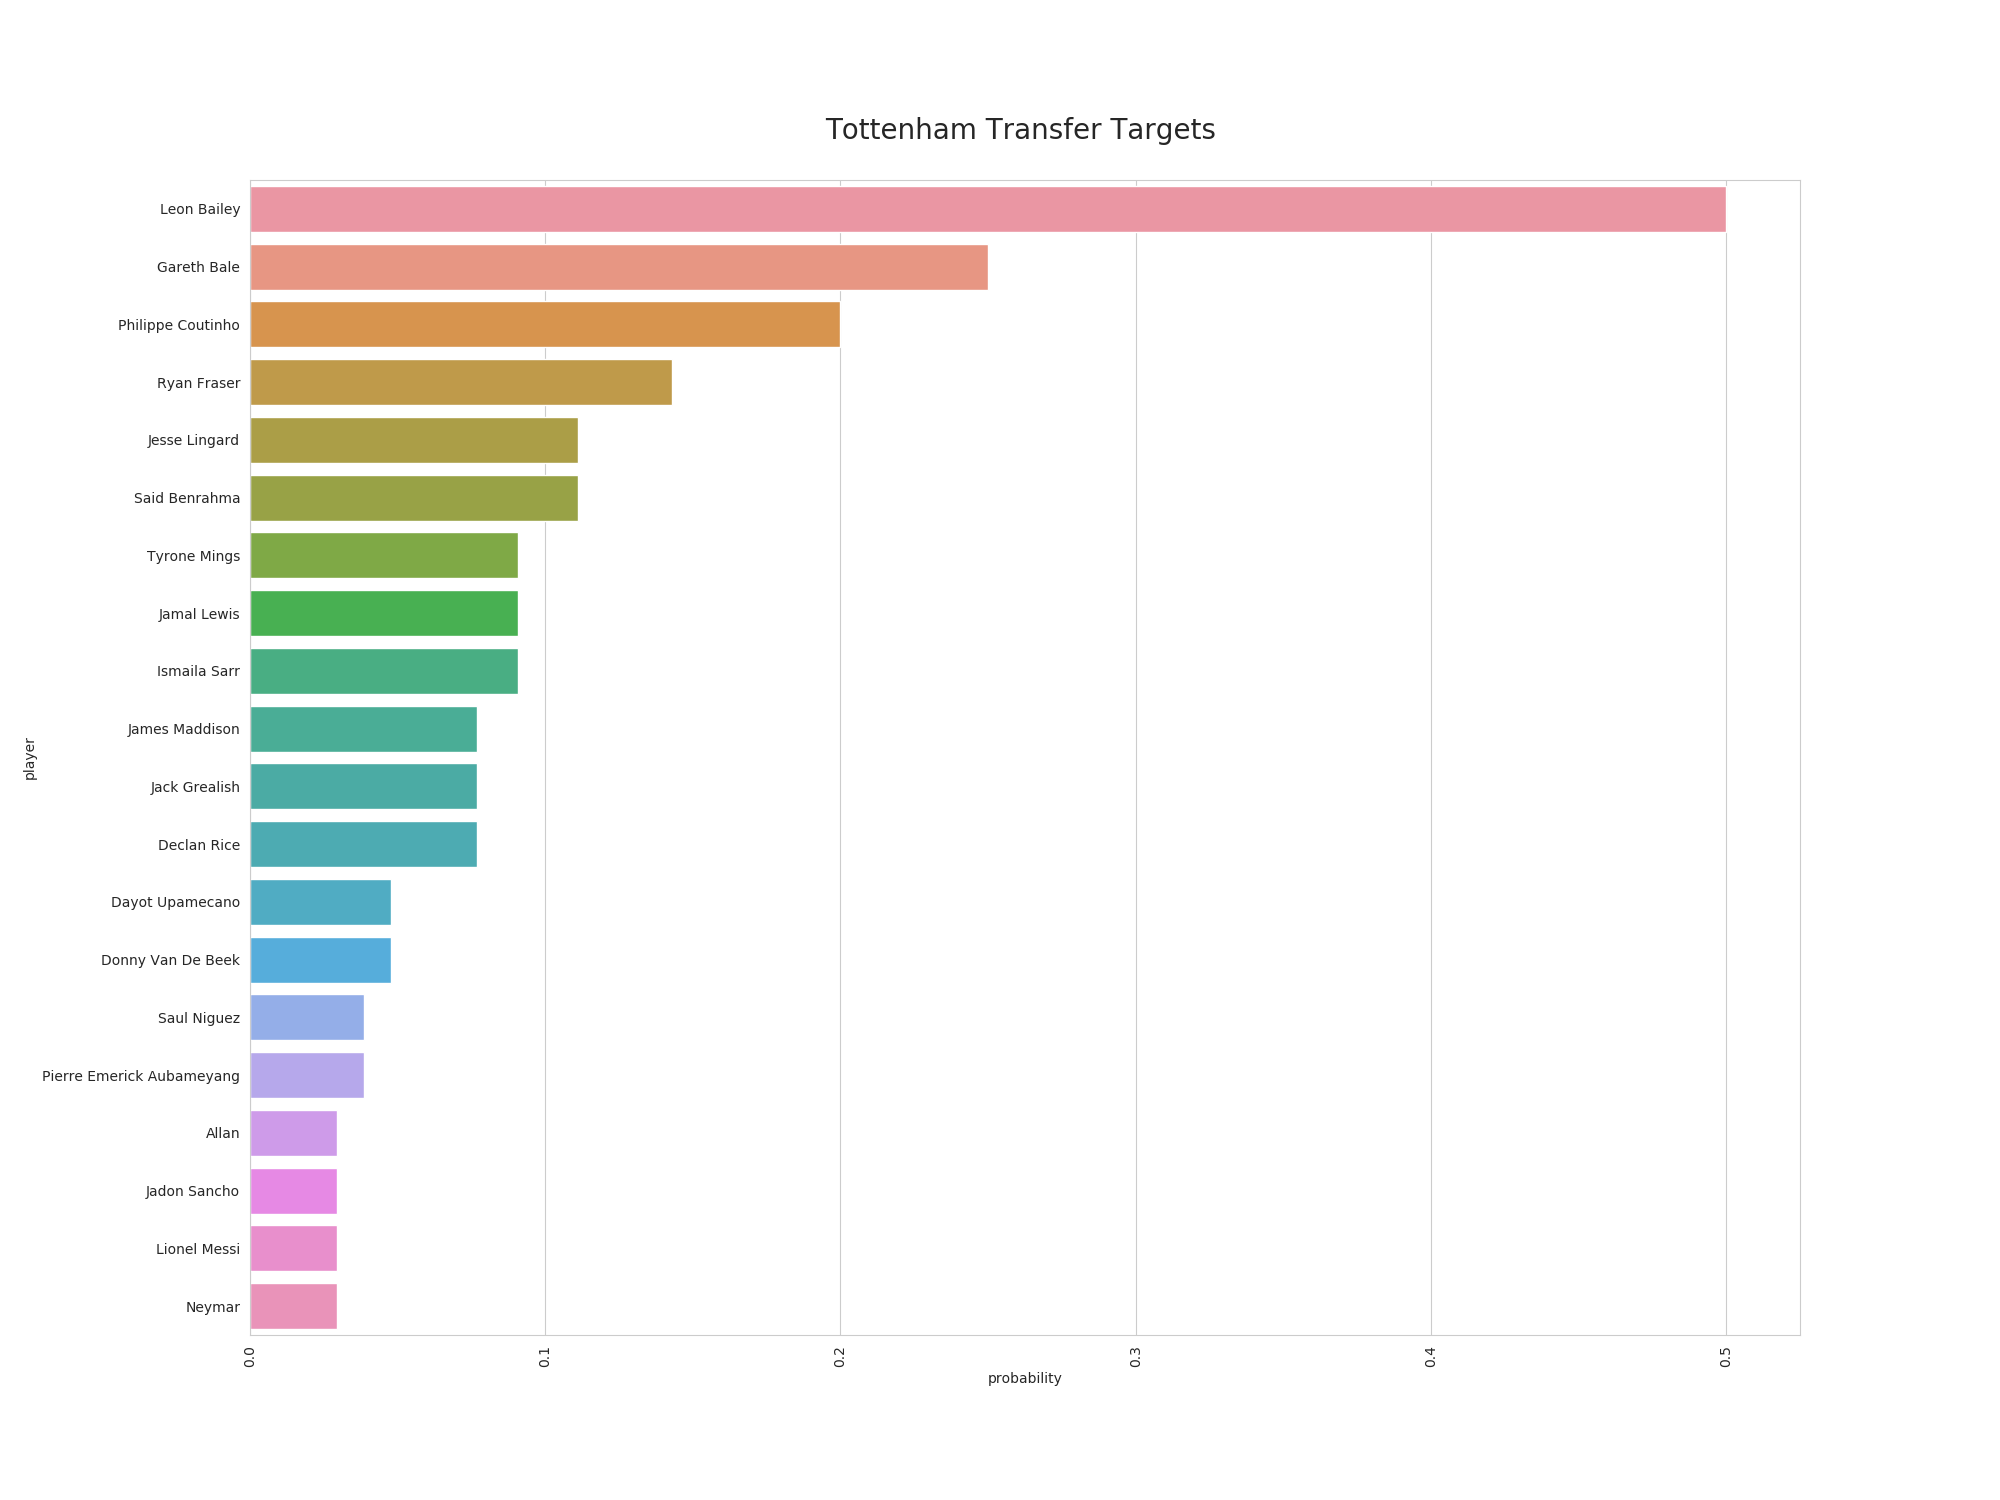 Tottenham Transfer Targets
Leon Bailey
Gareth Bale
Philippe Coutinho
Ryan Fraser
Jesse Lingard
Said Benrahma
Tyrone Mings
Jamal Lewis
Ismaila Sarr
James Maddison
Jack Grealish
Declan Rice
Dayot Upamecano
Donny Van De Beek
Saul Niguez
Pierre Emerick Aubameyang
Allan
Jadon Sancho
Lionel Messi
Neymar
player
0.0
0.1
0.2
0.3
0.4
0.5
probability